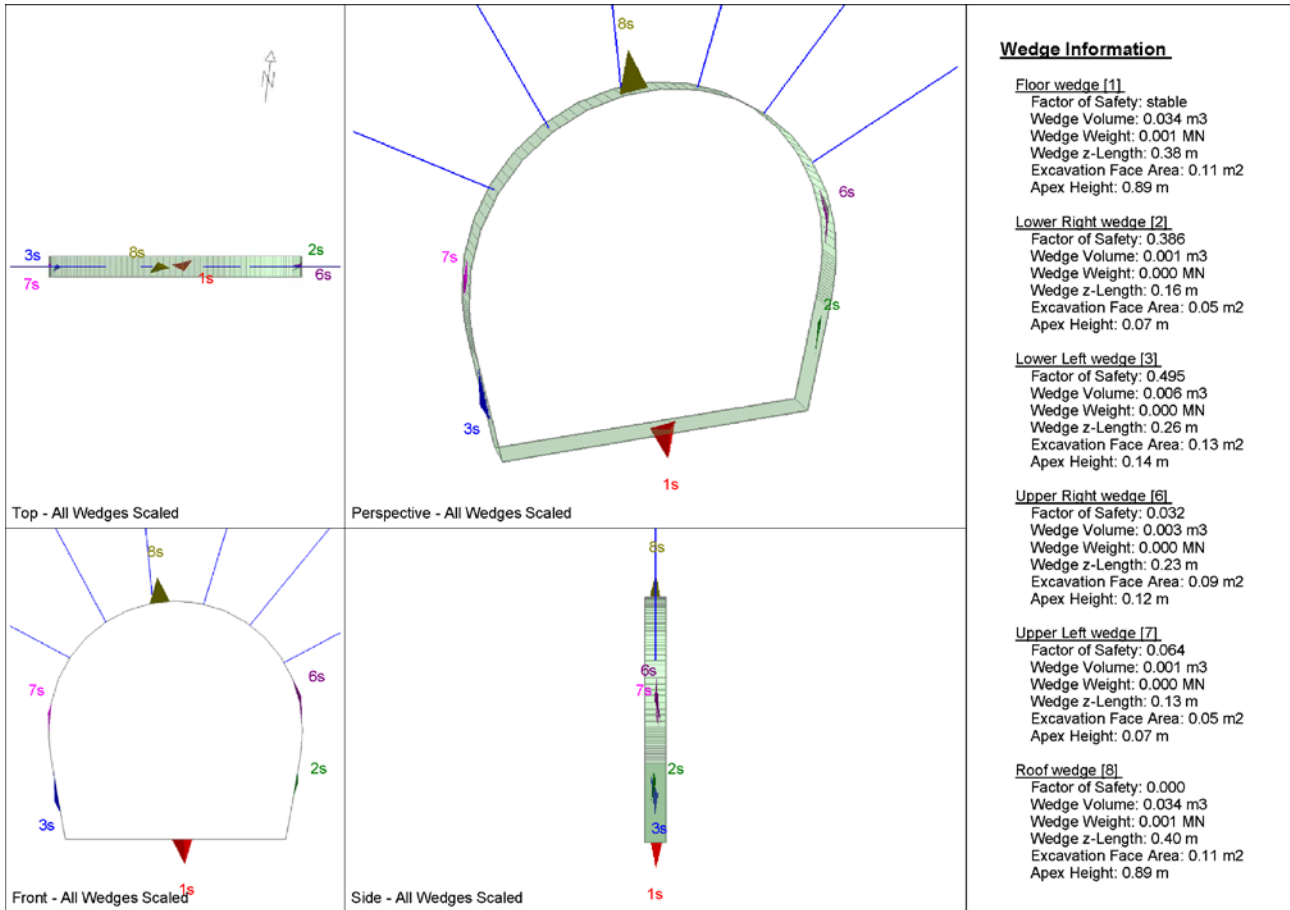 N
3s
8s
2s
7s
1s
6s
Top - All Wedges Scaled
8s
6s
7s
2s
3s
1s
Perspective - All Wedges Scaled
8s
6s
7s
2s
3s
1s
Front - All Wedges Scaled
8s
6s
7s
2s
3s
1s
Side - All Wedges Scaled
Wedge Information
Floor wedge [1]
Factor of Safety: stable
Wedge Volume: 0.034 m3
Wedge Weight: 0.001 MN
Wedge z-Length: 0.38 m
Excavation Face Area: 0.11 m2
Apex Height: 0.89 m
Lower Right wedge [2]
Factor of Safety: 0.386
Wedge Volume: 0.001 m3
Wedge Weight: 0.000 MN
Wedge z-Length: 0.16 m
Excavation Face Area: 0.05 m2
Apex Height: 0.07 m
Lower Left wedge [3]
Factor of Safety: 0.495
Wedge Volume: 0.006 m3
Wedge Weight: 0.000 MN
Wedge z-Length: 0.26 m
Excavation Face Area: 0.13 m2
Apex Height: 0.14 m
Upper Right wedge [6]
Factor of Safety: 0.032
Wedge Volume: 0.003 m3
Wedge Weight: 0.000 MN
Wedge z-Length: 0.23 m
Excavation Face Area: 0.09 m2
Apex Height: 0.12 m
Upper Left wedge [7]
Factor of Safety: 0.064
Wedge Volume: 0.001 m3
Wedge Weight: 0.000 MN
Wedge z-Length: 0.13 m
Excavation Face Area: 0.05 m2
Apex Height: 0.07 m
Roof wedge [8]
Factor of Safety: 0.000
Wedge Volume: 0.034 m3
Wedge Weight: 0.001 MN
Wedge z-Length: 0.40 m
Excavation Face Area: 0.11 m2
Apex Height: 0.89 m